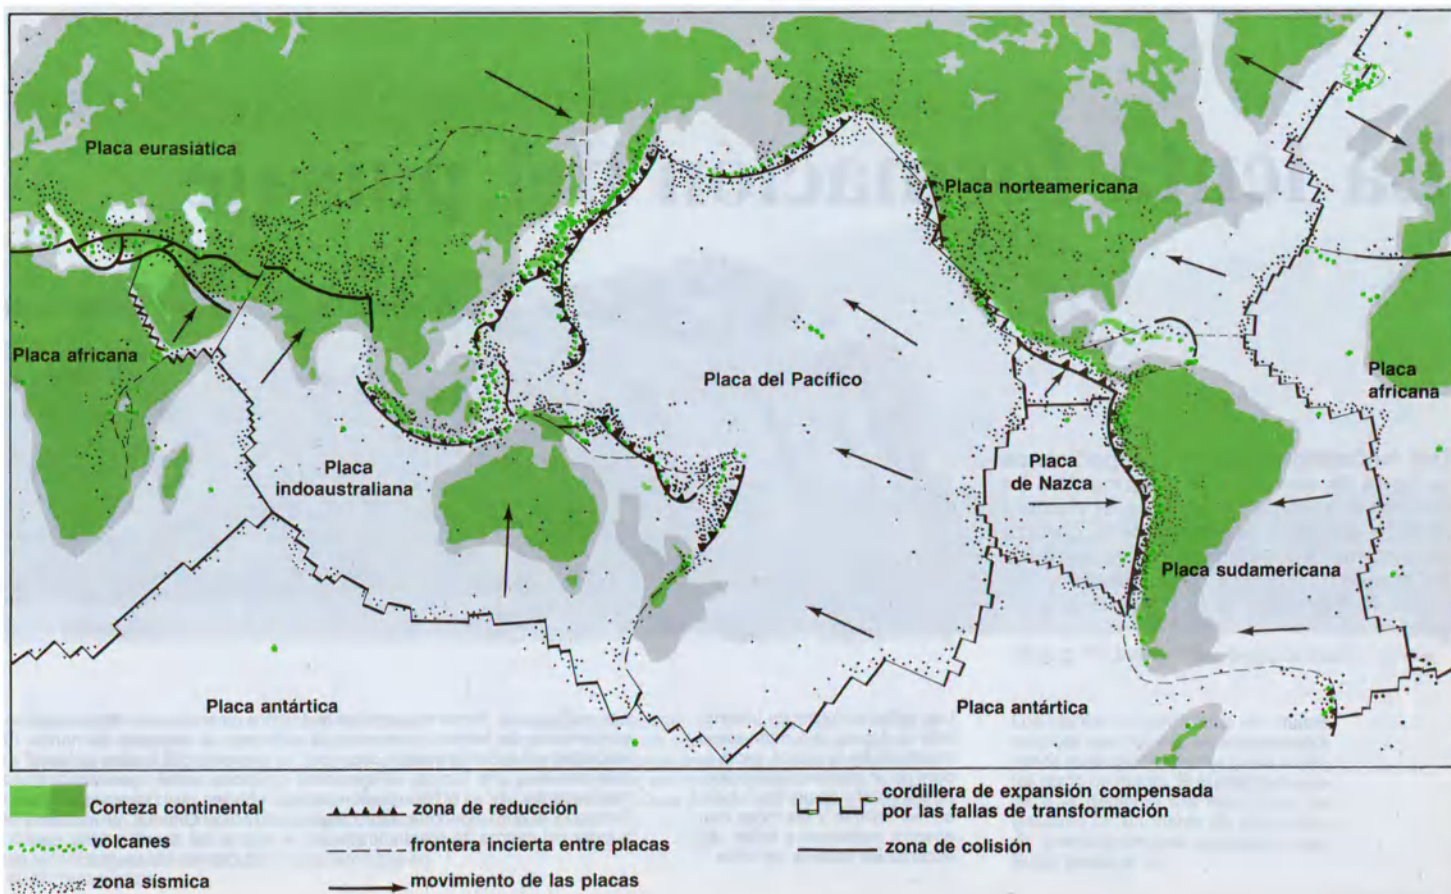 Placa eurasiatica
Placa norteamericana
Placa africana
Placa del Pacífico
Placa
africana
Placa
indoaustraliana
Placa
de Nazca
Placa sudamericana
Placa antártica
Placa antártica
Corteza continental
zona de reducción
cordillera de expansión compensada
por las fallas de transformación
volcanes
frontera incierta entre placas
zona de colisión
zona sísmica
movimiento de las placas